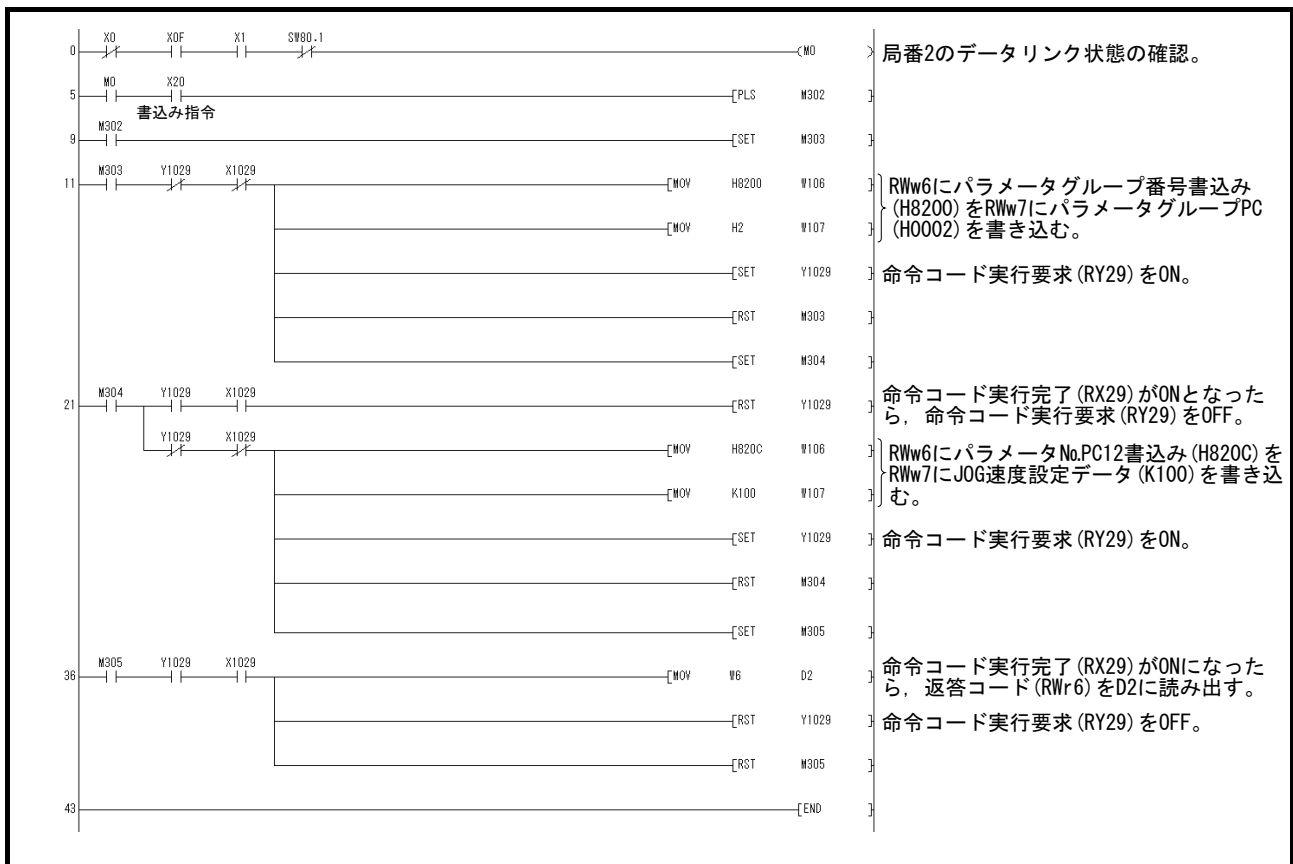 X0 X0F X1 SW80.1
0 M0 局番2のデータリンク状態の確認。
M0 X20
5 PLS M302
書込み指令
M302
9 SET M303
M303 Y1029 X1029
11 MOV H8200 W106 RWw6にパラメータグループ番号書込み
(H8200)をRWw7にパラメータグループPC
MOV H2 W107 (H0002)を書き込む。
SET Y1029 命令コード実行要求(RY29)をON。
RST M303
SET M304
M304 Y1029 X1029
21 RST Y1029 命令コード実行完了(RX29)がONとなった
ら，命令コード実行要求(RY29)をOFF。
Y1029 X1029
MOV H820C W106 RWw6にパラメータ№PC12書込み(H820C)を
RWw7にJOG速度設定データ(K100)を書き込
MOV K100 W107 む。
SET Y1029 命令コード実行要求(RY29)をON。
RST M304
SET M305
M305 Y1029 X1029
36 MOV W6 D2 命令コード実行完了(RX29)がONになった
ら，返答コード(RWr6)をD2に読み出す。
RST Y1029 命令コード実行要求(RY29)をOFF。
RST M305
43 END